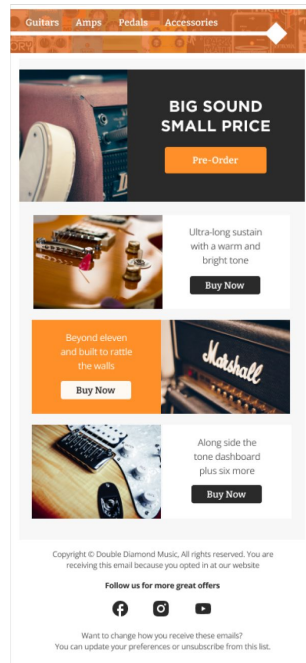 Guitars Amps Pedals Accessories
BIG SOUND
SMALL PRICE
Pre-Order
Ultra-long sustain
with a warm and
bright tone
Buy Now
Beyond eleven
and built to rattle
the walls
Buy Now
Marshall
Along side the
tone dashboard
plus six more
Buy Now
Copyright © Double Diamond Music, All rights reserved. You are
receiving this email because you opted in at our website
Follow us for more great offers
Want to change how you receive these emails?
You can update your preferences or unsubscribe from this list.